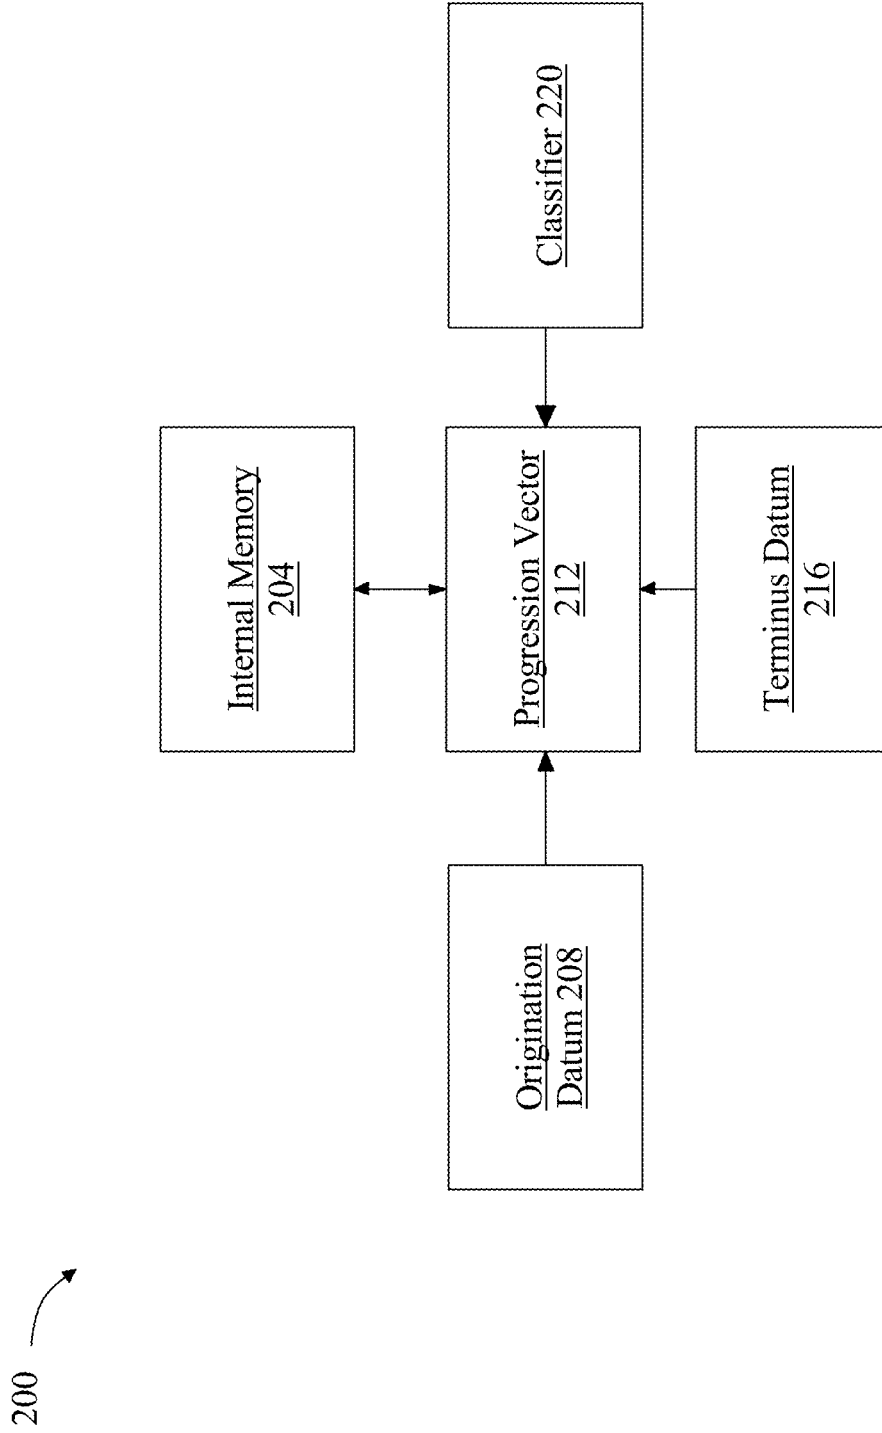 200
Internal Memory
204
Origination
Datum 208
Progression Vector
212
Classifier 220
Terminus Datum
216